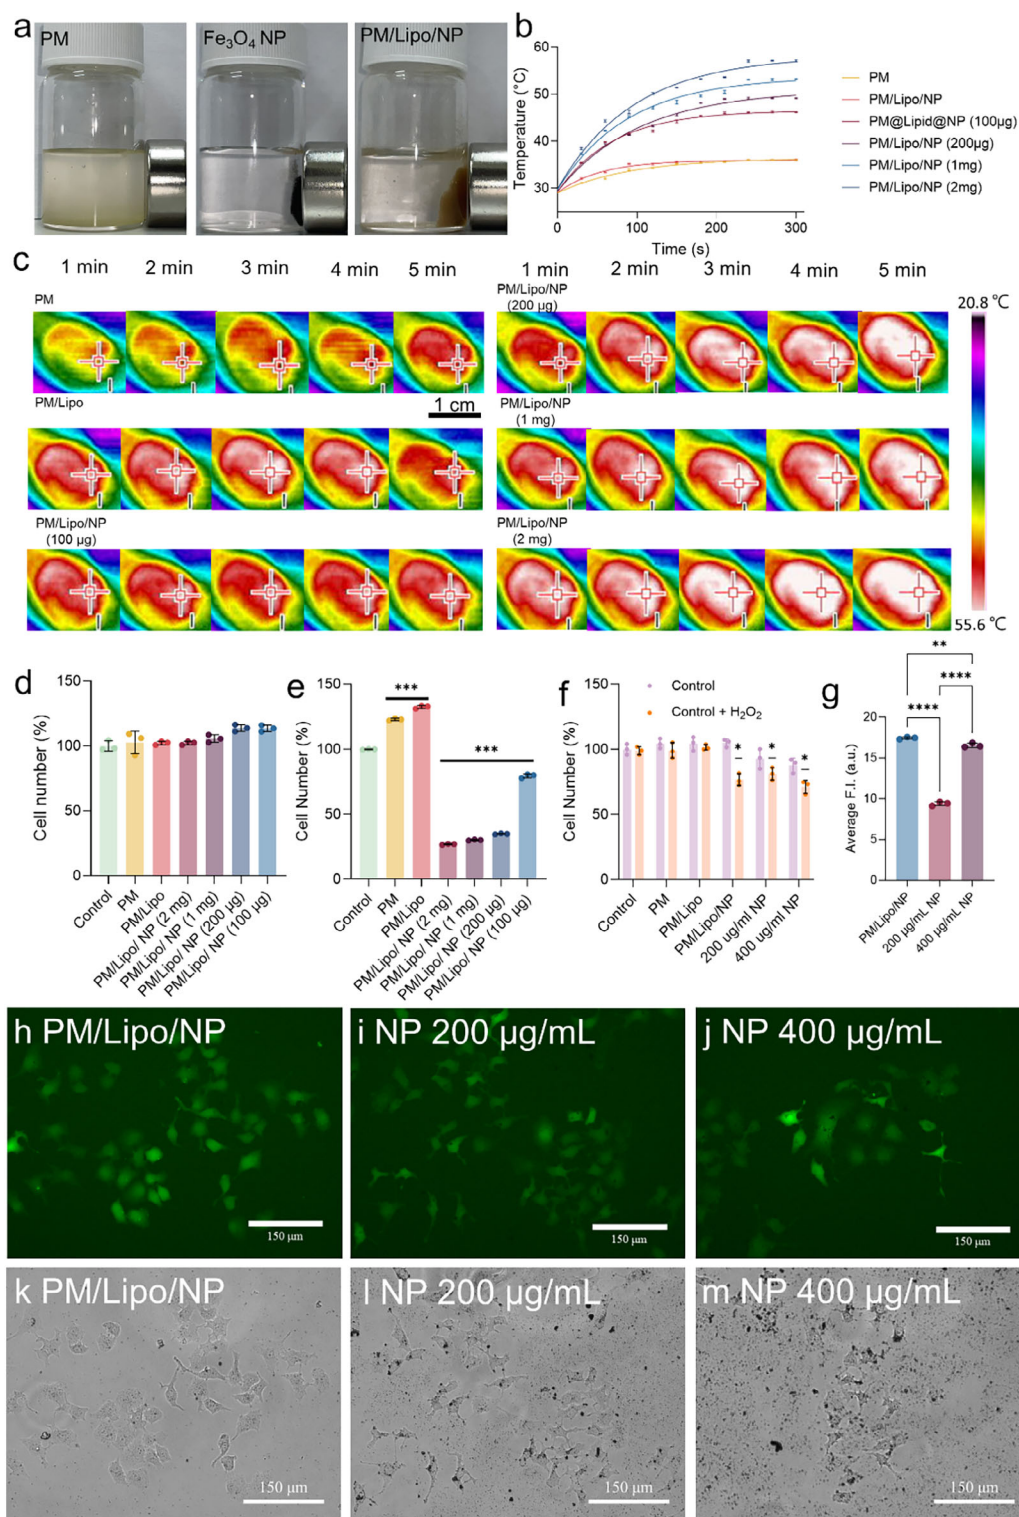 a
PM
Fe₃O₄ NP
PM/Lipo/NP
b
Temperature (°C)
60
50
40
30
0
100
200
300
Time (s)
PM
PM/Lipo/NP
PM@Lipid@NP (100µg)
PM/Lipo/NP (200µg)
PM/Lipo/NP (1mg)
PM/Lipo/NP (2mg)
c
1 min 2 min 3 min 4 min 5 min
1 min 2 min 3 min 4 min 5 min
PM
PM/Lipo/NP
(200 µg)
20.8 ℃
1 cm
PM/Lipo
PM/Lipo/NP
(1 mg)
PM/Lipo/NP
(100 µg)
PM/Lipo/NP
(2 mg)
55.6 ℃
d
Cell number (%)
150
100
50
0
Control
PM
PM/Lipo
PM/Lipo/ NP (2 mg)
PM/Lipo/ NP (1 mg)
PM/Lipo/ NP (200 µg)
PM/Lipo/ NP (100 µg)
e
Cell Number (%)
150
100
50
0
***
***
Control
PM
PM/Lipo
PM/Lipo/ NP (2 mg)
PM/Lipo/ NP (1 mg)
PM/Lipo/ NP (200 µg)
PM/Lipo/ NP (100 µg)
f
Cell Number (%)
150
100
50
0
Control
Control + H₂O₂
*
*
*
Control
PM
PM/Lipo
PM/Lipo/NP
200 ug/ml NP
400 ug/ml NP
g
Average F.I. (a.u.)
20
15
10
5
0
**
****
****
PM/Lipo/NP
200 µg/mL NP
400 µg/mL NP
h PM/Lipo/NP
150 µm
i NP 200 µg/mL
150 µm
j NP 400 µg/mL
150 µm
k PM/Lipo/NP
150 µm
l NP 200 µg/mL
150 µm
m NP 400 µg/mL
150 µm